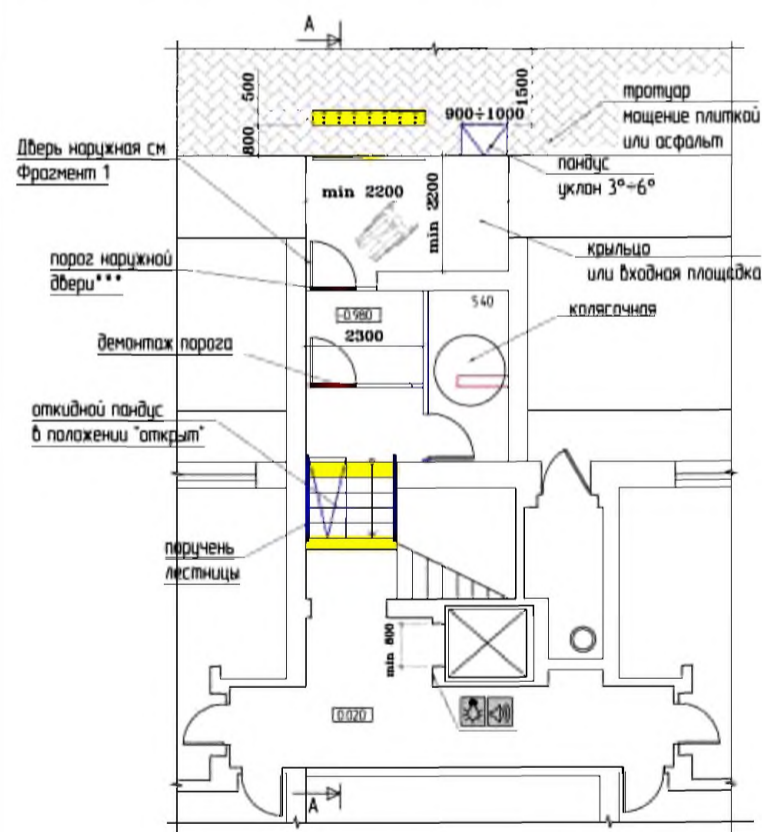 А
500
800
900÷1000
1500
тротуар
мощение плиткой
или асфальт
Дверь наружная см
Фрагмент 1
пандус
уклон 3°÷6°
min 2200
min 2200
порог наружной
двери***
крыльцо
или входная площадка
-0.980
2300
540
колясочная
демонтаж порога
откидной пандус
в положении "открыт"
поручень
лестницы
min 800
0.020
А